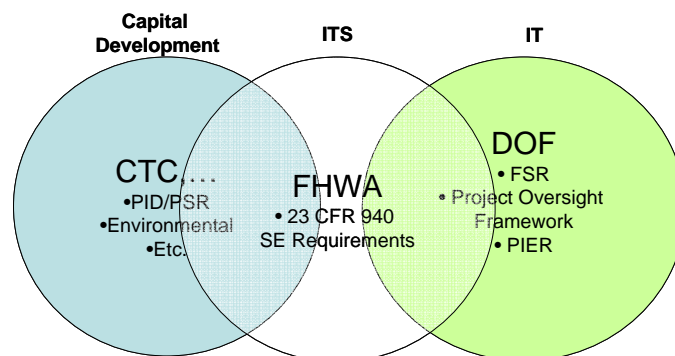 Capital
Development
ITS
IT
CTC,...
•PID/PSR
•Environmental
•Etc.
FHWA
• 23 CFR 940
SE Requirements
DOF
• FSR
• Project Oversight
Framework
• PIER